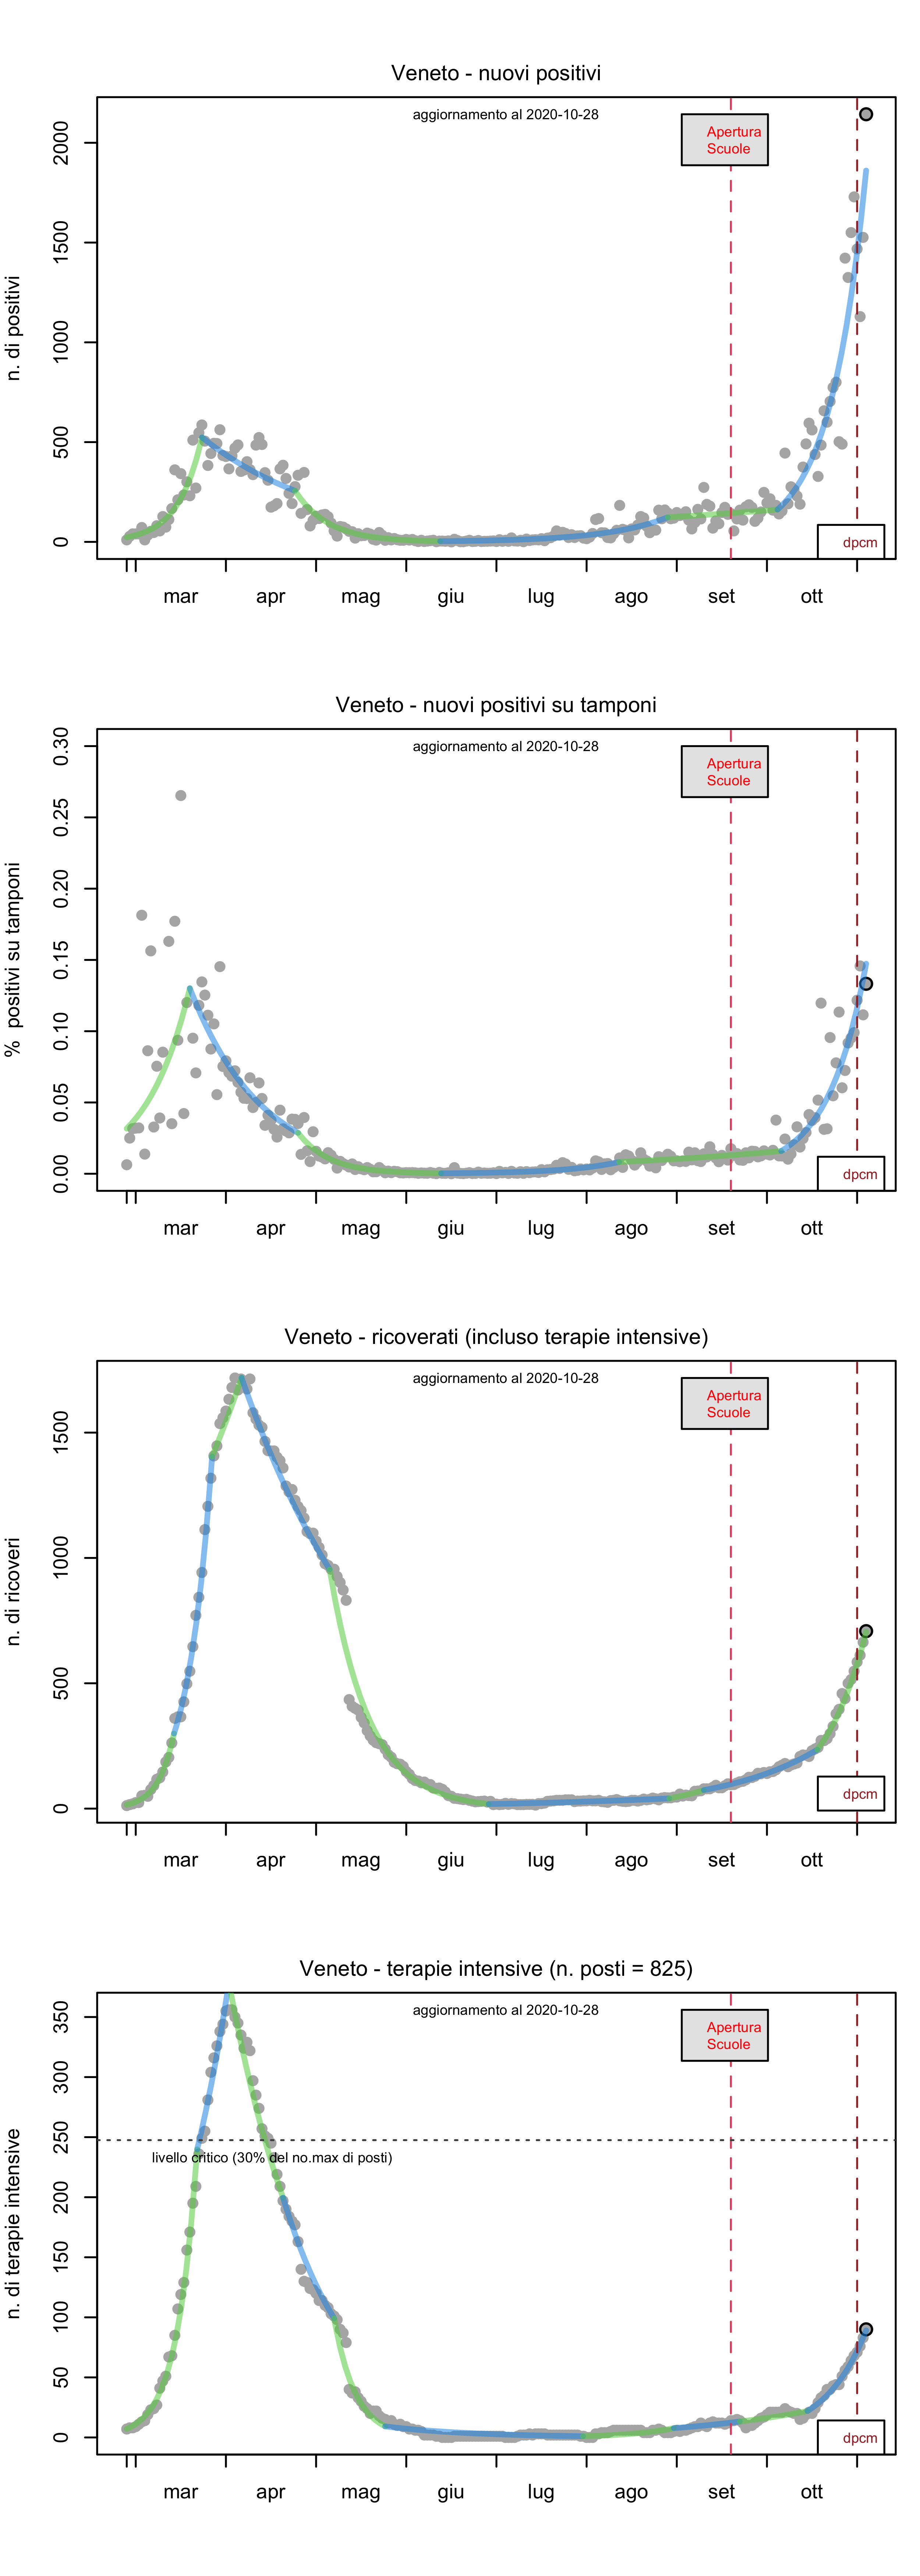 Veneto - nuovi positivi
aggiornamento al 2020-10-28
Apertura
Scuole
2000
1500
1000
500
0
n. di positivi
dpcm
mar apr mag giu lug ago set ott
Veneto - nuovi positivi su tamponi
aggiornamento al 2020-10-28
Apertura
Scuole
0.30
0.25
0.20
0.15
0.10
0.05
0.00
% positivi su tamponi
dpcm
mar apr mag giu lug ago set ott
Veneto - ricoverati (incluso terapie intensive)
aggiornamento al 2020-10-28
Apertura
Scuole
1500
1000
500
0
n. di ricoveri
dpcm
mar apr mag giu lug ago set ott
Veneto - terapie intensive (n. posti = 825)
aggiornamento al 2020-10-28
Apertura
Scuole
350
300
250
200
150
100
50
0
n. di terapie intensive
livello critico (30% del no.max di posti)
dpcm
mar apr mag giu lug ago set ott